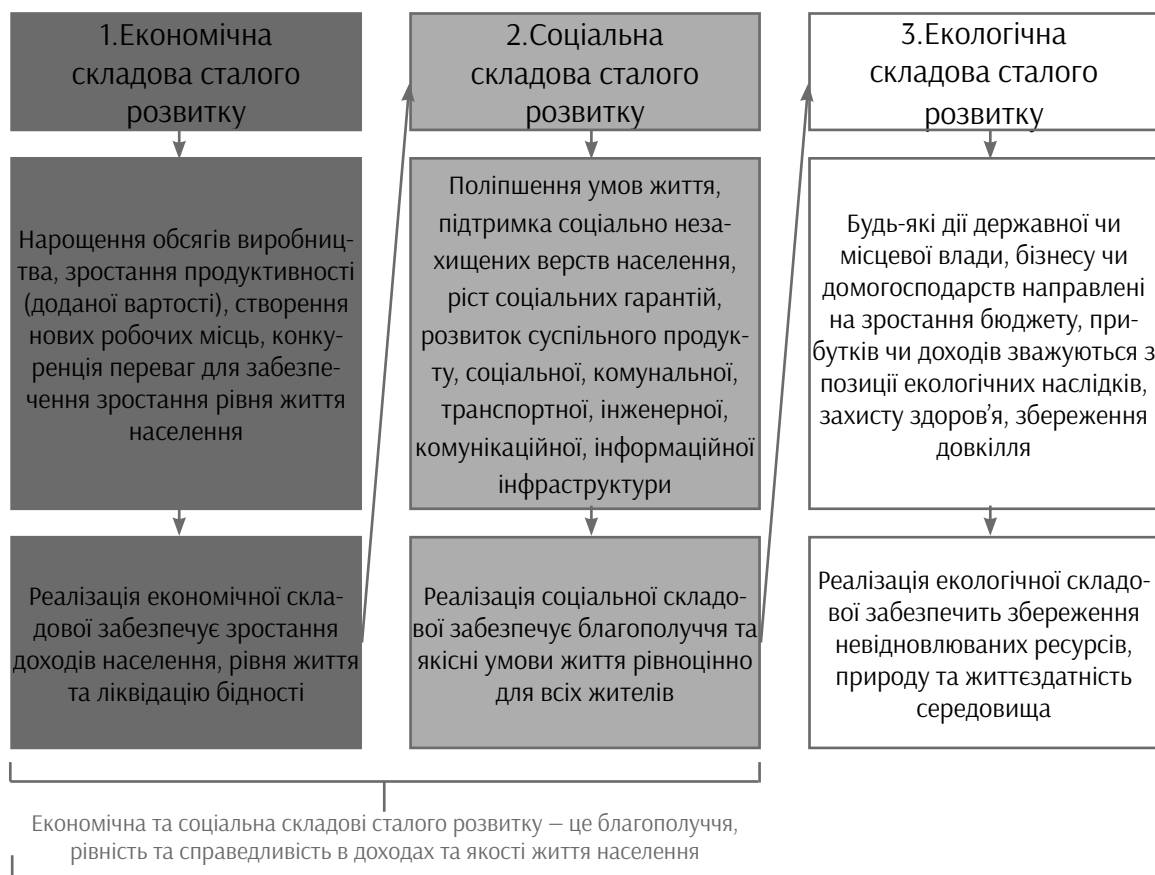 1.Економічна
складова сталого
розвитку
Нарощення обсягів виробниц-
тва, зростання продуктивності
(доданої вартості), створення
нових робочих місць, конку-
ренція переваг для забезпе-
чення зростання рівня життя
населення
Реалізація економічної скла-
дової забезпечує зростання
доходів населення, рівня життя
та ліквідацію бідності
2.Соціальна
складова сталого
розвитку
Поліпшення умов життя,
підтримка соціально неза-
хищених верств населення,
ріст соціальних гарантій,
розвиток суспільного продук-
ту, соціальної, комунальної,
транспортної, інженерної,
комунікаційної, інформаційної
інфраструктури
Реалізація соціальної складо-
вої забезпечує благополуччя та
якісні умови життя рівноцінно
для всіх жителів
3.Екологічна
складова сталого
розвитку
Будь-які дії державної чи
місцевої влади, бізнесу чи
домогосподарств направлені
на зростання бюджету, при-
бутків чи доходів зважуються з
позиції екологічних наслідків,
захисту здоров’я, збереження
довкілля
Реалізація екологічної складо-
вої забезпечить збереження
невідновлюваних ресурсів,
природу та життєздатність
середовища
Економічна та соціальна складові сталого розвитку — це благополуччя,
рівність та справедливість в доходах та якості життя населення